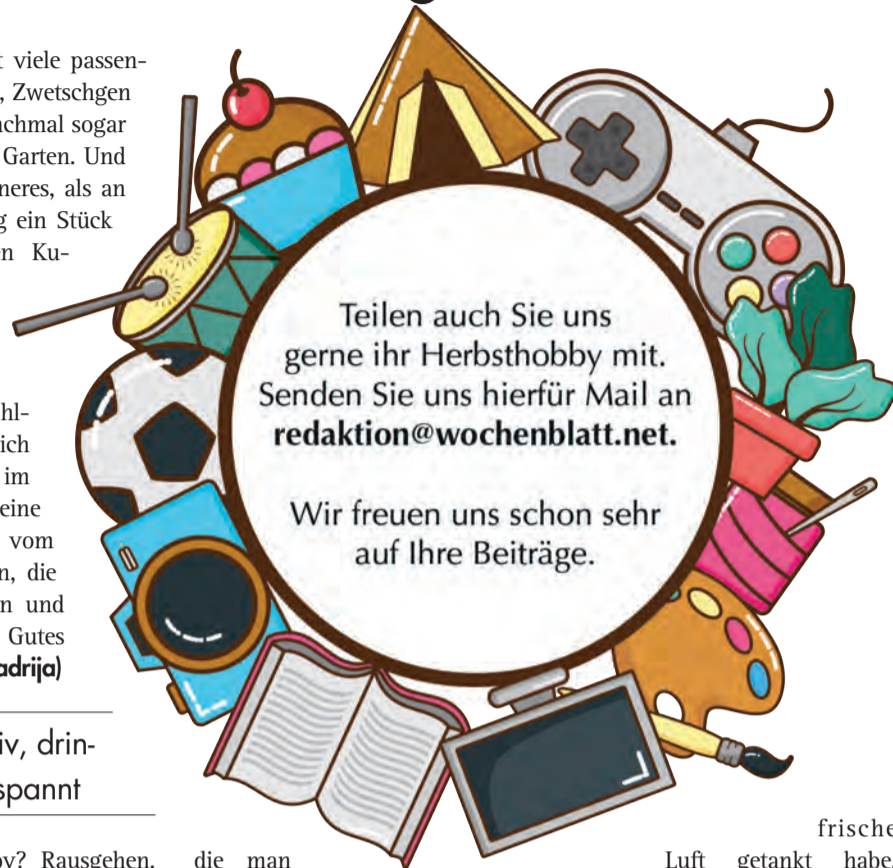 viele passen-
, Zwetschgen
chmal sogar
Garten. Und
neres, als an
g ein Stück
en Ku-
hl-
ich
im
eine
vom
n, die
n und
Gutes
adrija)
iv, drin-
spannt
oy? Rausgehen,
Teilen auch Sie uns
gerne ihr Herbsthobby mit.
Senden Sie uns hierfür Mail an
redaktion@wochenblatt.net.
Wir freuen uns schon sehr
auf Ihre Beiträge.
die man
frische
Luft getankt habe,